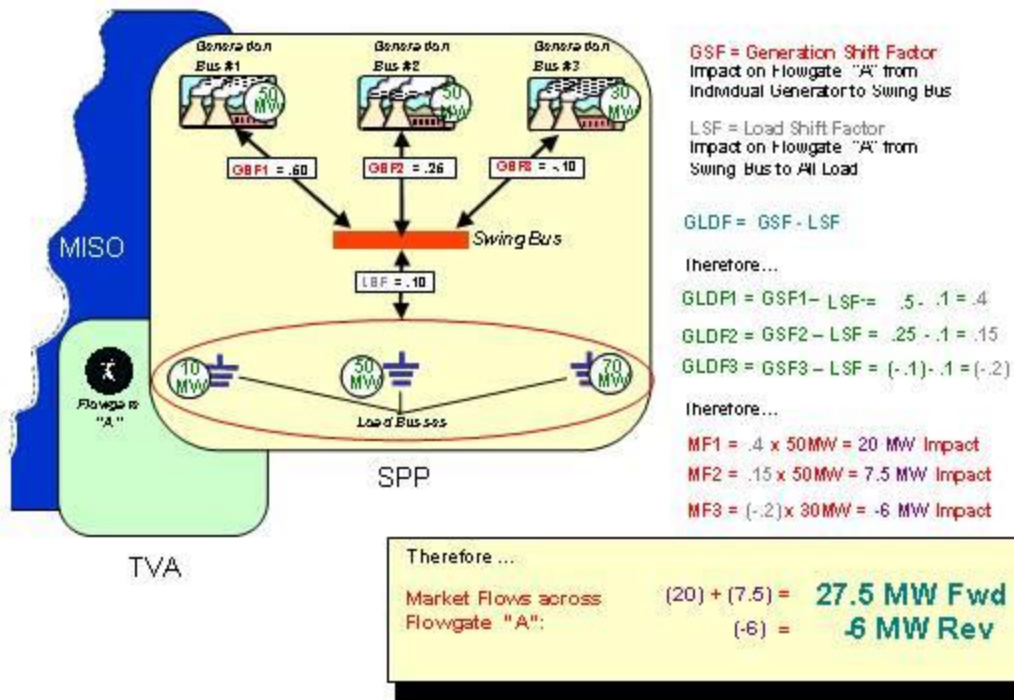 Generation
Bus #1
Generation
Bus #2
Generation
Bus #3
50
MW
50
MW
30
MW
GSF1 = .60
GSF2 = .26
GSF3 = -.10
Swing Bus
LSF = .10
10
MW
50
MW
70
MW
Load Busses
MISO
Flowgate
"A"
SPP
TVA
GSF = Generation Shift Factor
Impact on Flowgate "A" from
Individual Generator to Swing Bus
LSF = Load Shift Factor
Impact on Flowgate "A" from
Swing Bus to All Load
GLDF = GSF - LSF
Therefore...
GLDF1 = GSF1 – LSF = .5 - .1 = .4
GLDF2 = GSF2 – LSF = .25 - .1 = .15
GLDF3 = GSF3 – LSF = (-.1)- .1 = (-.2)
Therefore...
MF1 = .4 x 50MW = 20 MW Impact
MF2 = .15 x 50MW = 7.5 MW Impact
MF3 = (-.2) x 30MW = -6 MW Impact
Therefore ...
Market Flows across
Flowgate "A":
(20) + (7.5) = 27.5 MW Fwd
(-6) = -6 MW Rev